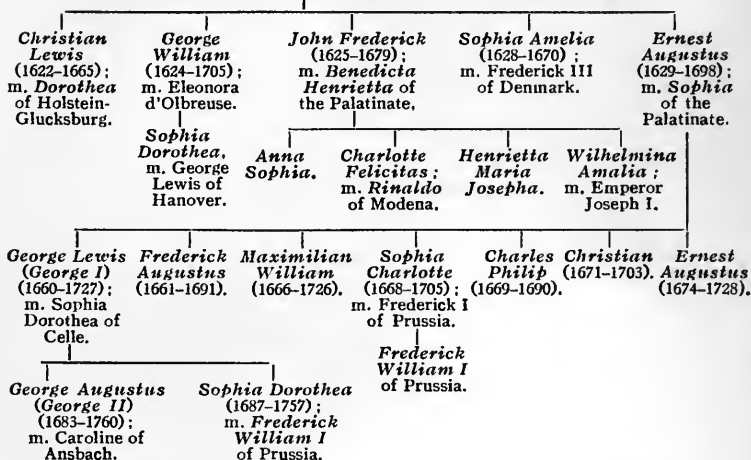 Christian
Lewis
(1622–1665);
m. Dorothea
of Holstein-
Glucksburg.
George
William
(1624–1705);
m. Eleonora
d'Olbreuse.
John Frederick
(1625–1679);
m. Benedicta
Henrietta of
the Palatinate,
Sophia Amelia
(1628–1670);
m. Frederick III
of Denmark.
Ernest
Augustus
(1629–1698);
m. Sophia
of the
Palatinate.
Sophia
Dorothea,
m. George
Lewis of
Hanover.
Anna
Sophia.
Charlotte
Felicitas;
m. Rinaldo
of Modena.
Henrietta
Maria
Josepha.
Wilhelmina
Amalia;
m. Emperor
Joseph I.
George Lewis
(George I)
(1660–1727);
m. Sophia
Dorothea of
Celle.
Frederick
Augustus
(1661–1691).
Maximilian
William
(1666–1726).
Sophia
Charlotte
(1668–1705);
m. Frederick I
of Prussia.
Charles
Philip
(1669–1690).
Christian
(1671–1703).
Ernest
Augustus
(1674–1728).
Frederick
William I
of Prussia.
George Augustus
(George II)
(1683–1760);
m. Caroline of
Ansbach.
Sophia Dorothea
(1687–1757);
m. Frederick
William I
of Prussia.